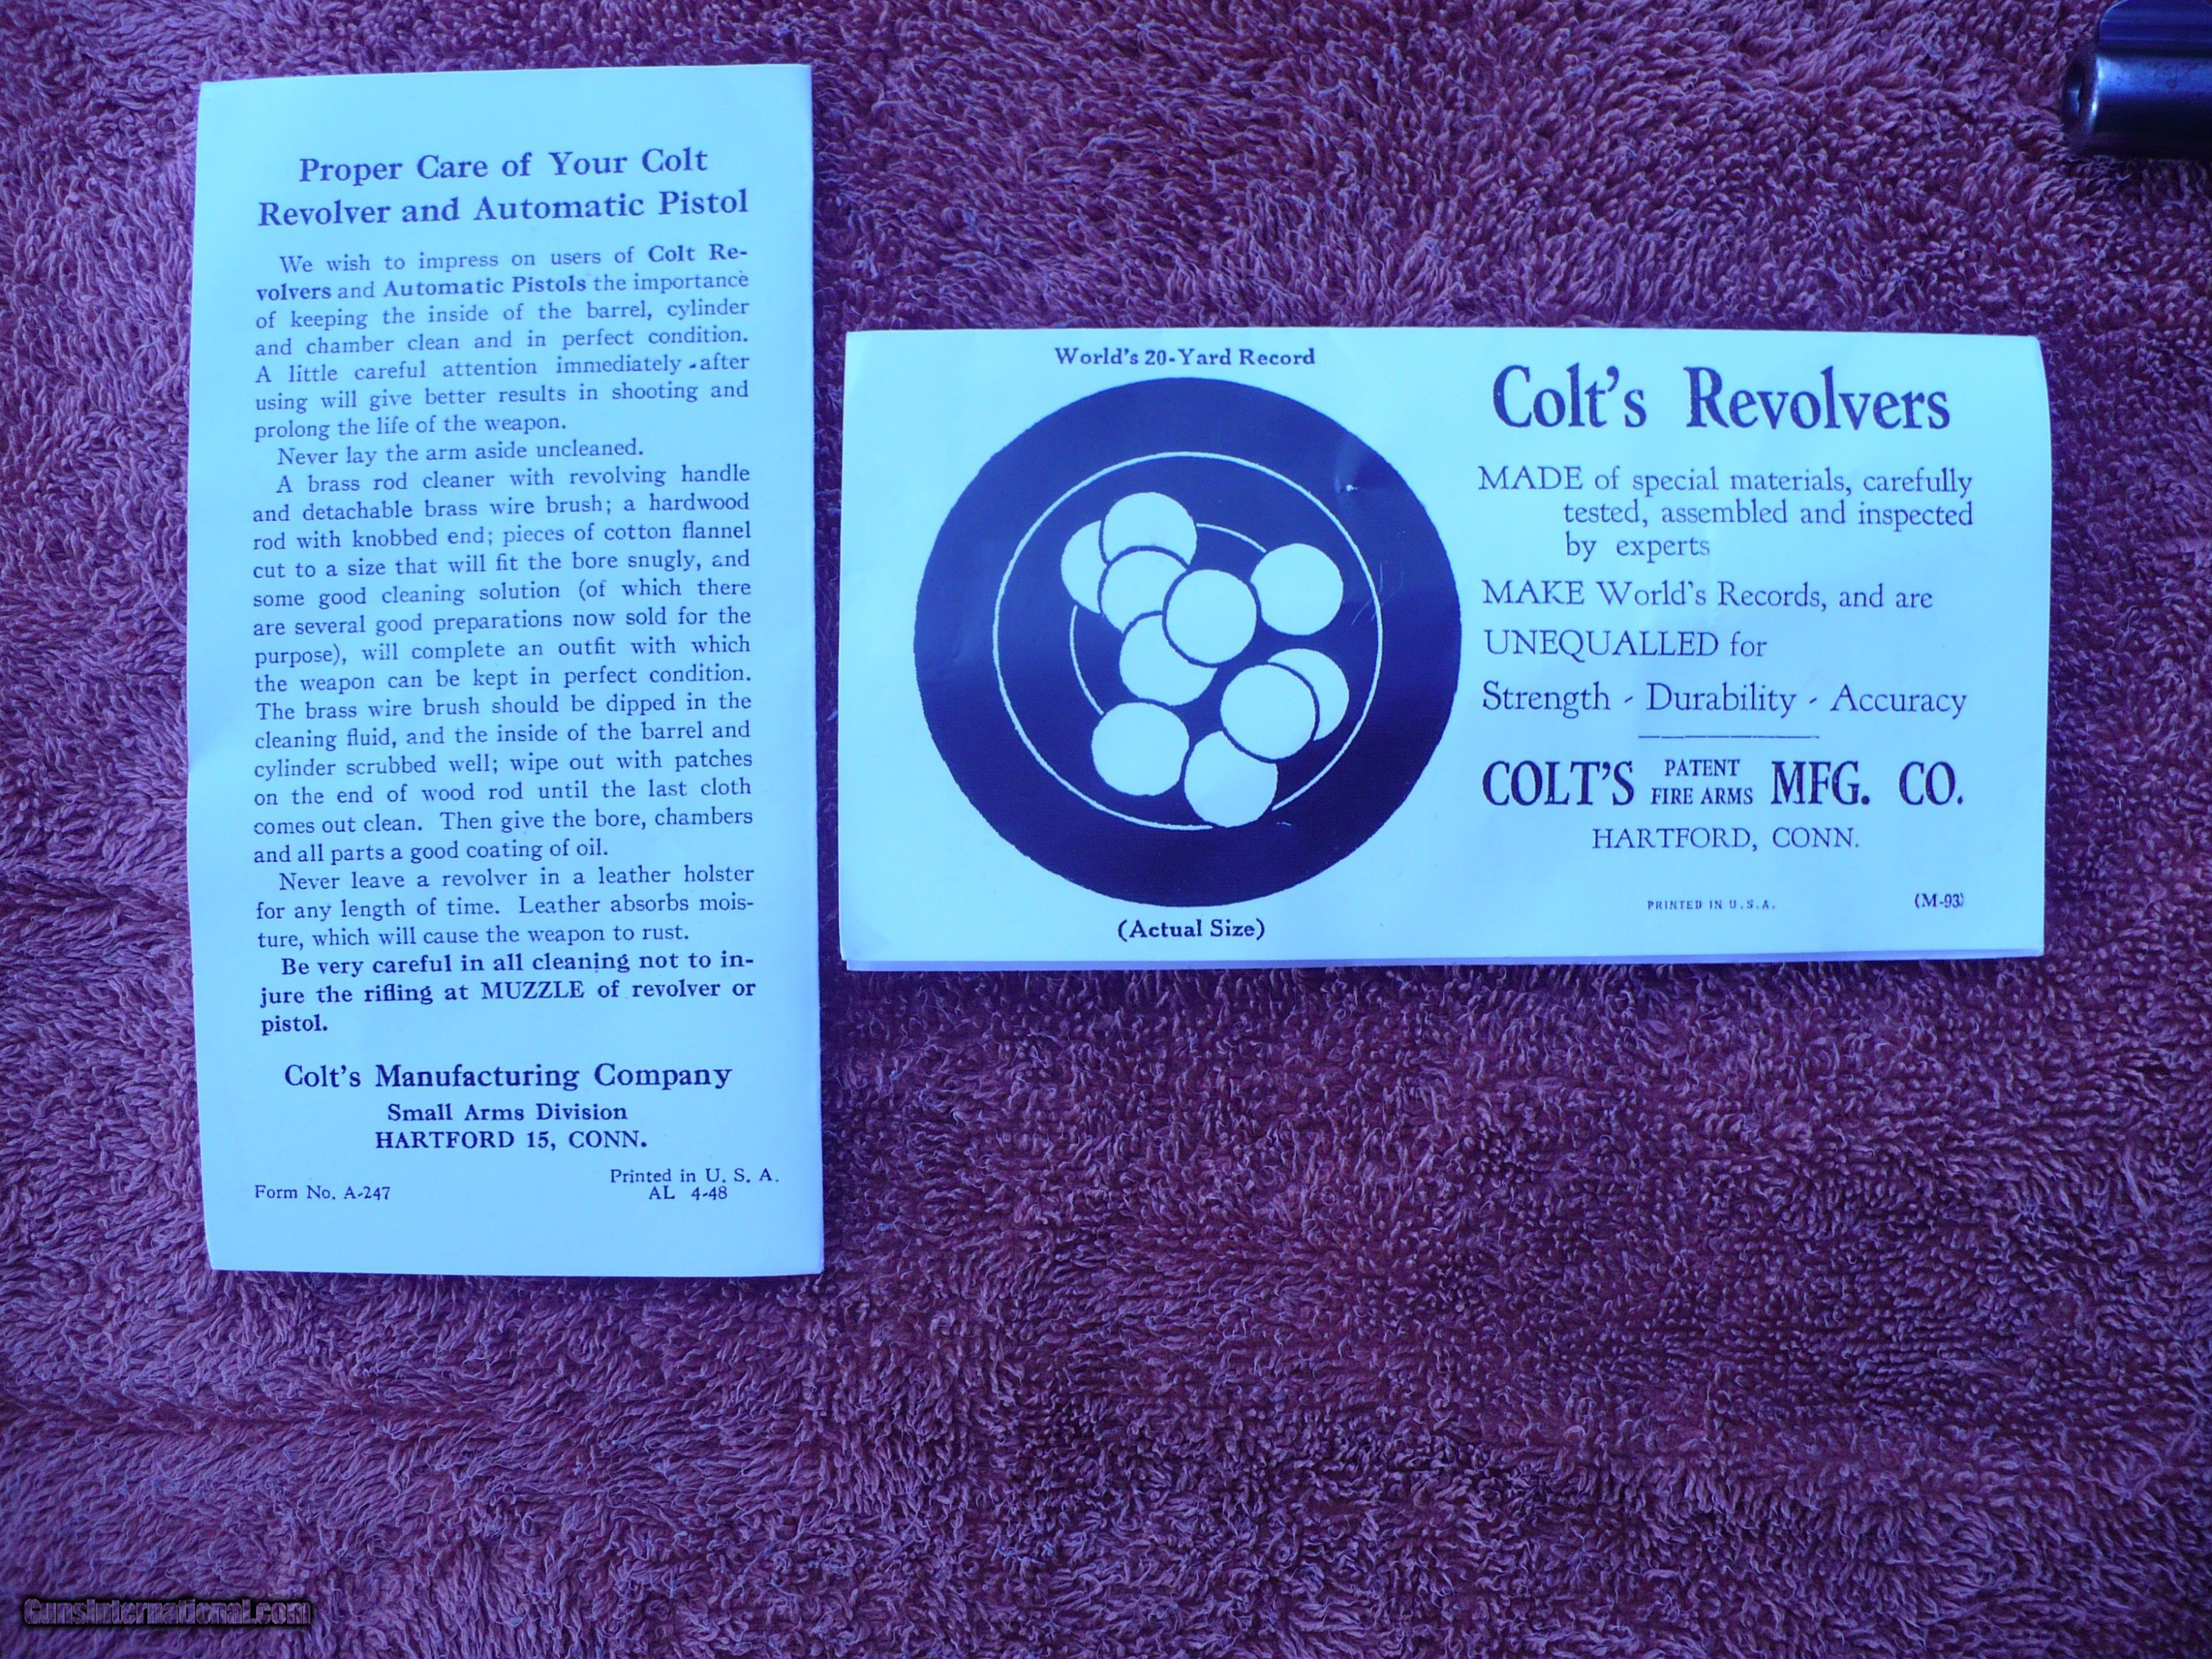 Proper Care of Your Colt
Revolver and Automatic Pistol
We wish to impress on users of Colt Re-
volvers and Automatic Pistols the importance
of keeping the inside of the barrel, cylinder
and chamber clean and in perfect condition.
A little careful attention immediately - after
using will give better results in shooting and
prolong the life of the weapon.
Never lay the arm aside uncleaned.
A brass rod cleaner with revolving handle
and detachable brass wire brush; a hardwood
rod with knobbed end; pieces of cotton flannel
cut to a size that will fit the bore snugly, and
some good cleaning solution (of which there
are several good preparations now sold for the
purpose), will complete an outfit with which
the weapon can be kept in perfect condition.
The brass wire brush should be dipped in the
cleaning fluid, and the inside of the barrel and
cylinder scrubbed well; wipe out with patches
on the end of wood rod until the last cloth
comes out clean. Then give the bore, chambers
and all parts a good coating of oil.
Never leave a revolver in a leather holster
for any length of time. Leather absorbs mois-
ture, which will cause the weapon to rust.
Be very careful in all cleaning not to in-
jure the rifling at MUZZLE of revolver or
pistol.
Colt's Manufacturing Company
Small Arms Division
HARTFORD 15, CONN.
Form No. A-247
Printed in U. S. A.
AL 4-48
World's 20-Yard Record
(Actual Size)
Colt's Revolvers
MADE of special materials, carefully
tested, assembled and inspected
by experts
MAKE World's Records, and are
UNEQUALLED for
Strength - Durability - Accuracy
COLT'S PATENT FIRE ARMS MFG. CO.
HARTFORD, CONN.
PRINTED IN U.S.A.
(M-93)
GunsInternational.com